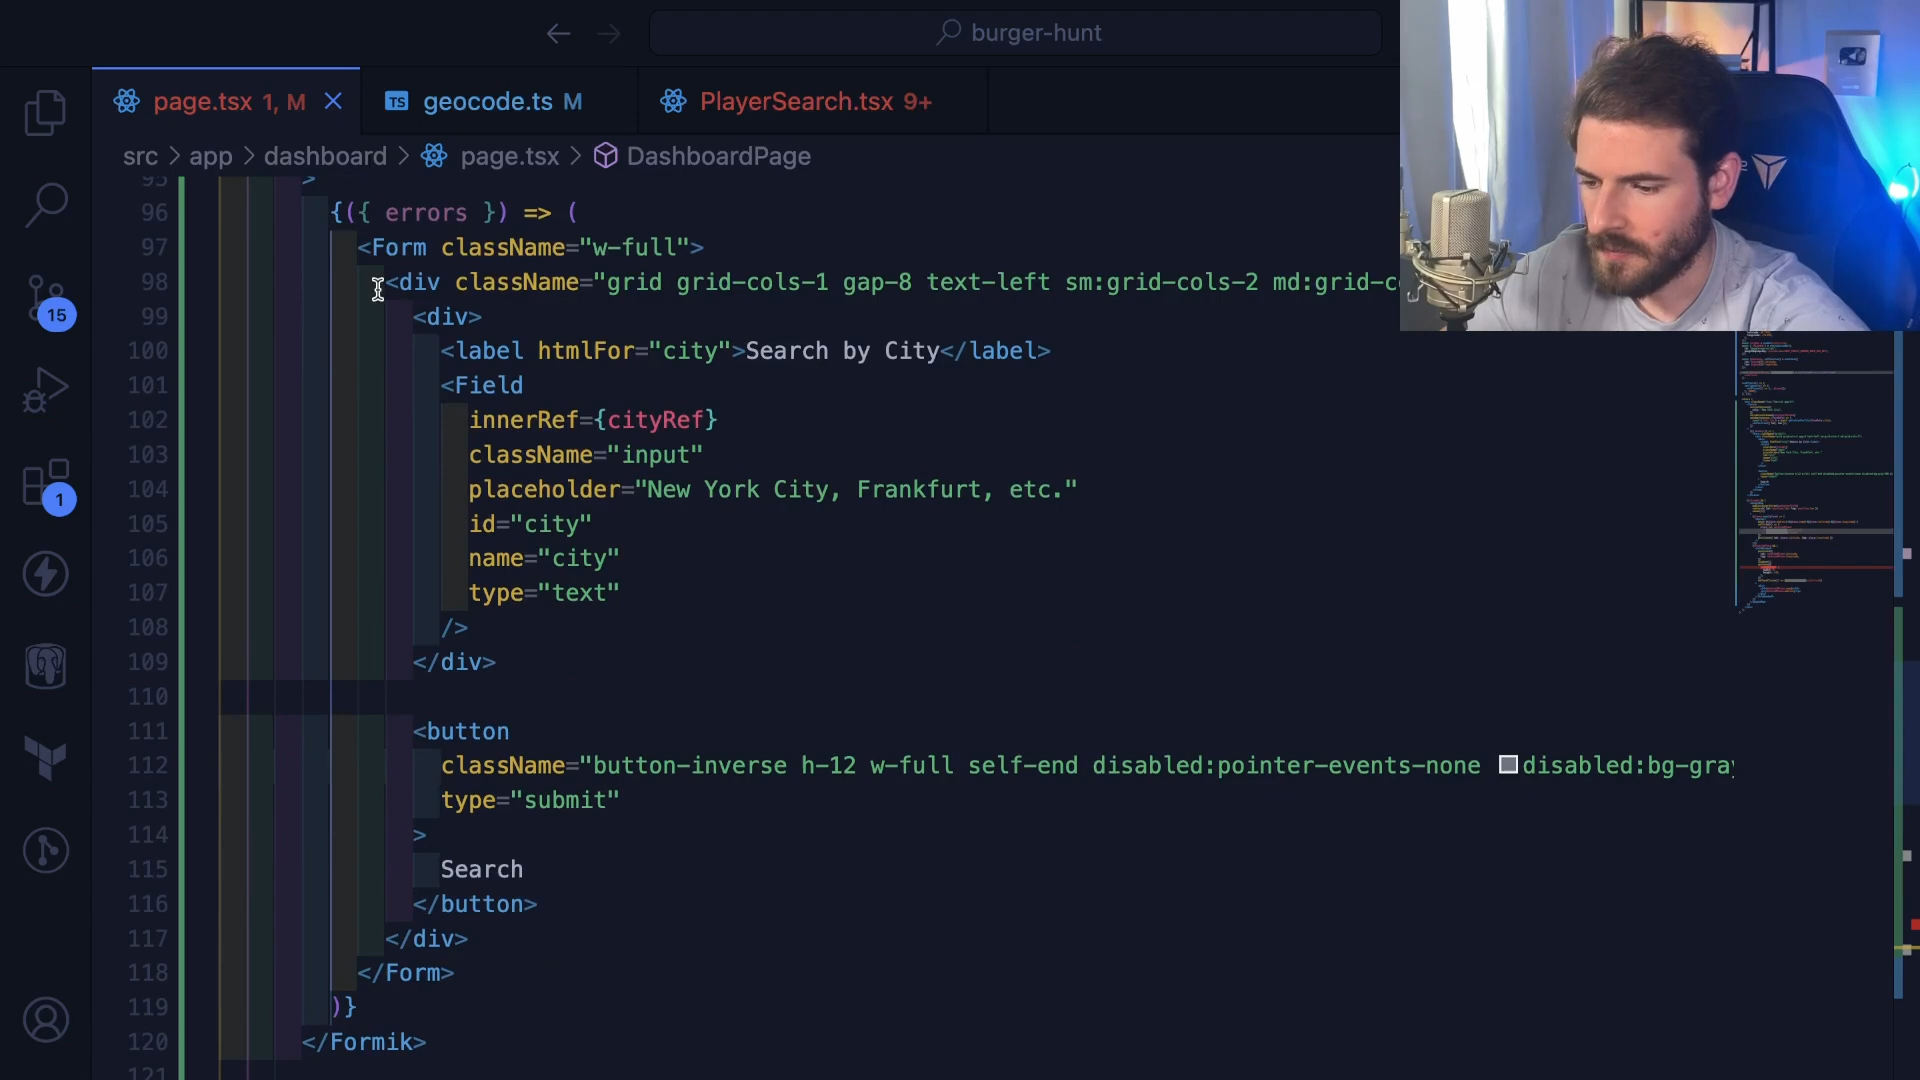 burger-hunt
page.tsx 1, M
geocode.ts M
PlayerSearch.tsx 9+
src > app > dashboard > page.tsx > DashboardPage
95 >
96 {({ errors }) => (
97 <Form className="w-full">
98 <div className="grid grid-cols-1 gap-8 text-left sm:grid-cols-2 md:grid-c
99 <div>
100 <label htmlFor="city">Search by City</label>
101 <Field
102 innerRef={cityRef}
103 className="input"
104 placeholder="New York City, Frankfurt, etc."
105 id="city"
106 name="city"
107 type="text"
108 />
109 </div>
110
111 <button
112 className="button-inverse h-12 w-full self-end disabled:pointer-events-none disabled:bg-gray
113 type="submit"
114 >
115 Search
116 </button>
117 </div>
118 </Form>
119 )}
120 </Formik>
121
15
1
TS